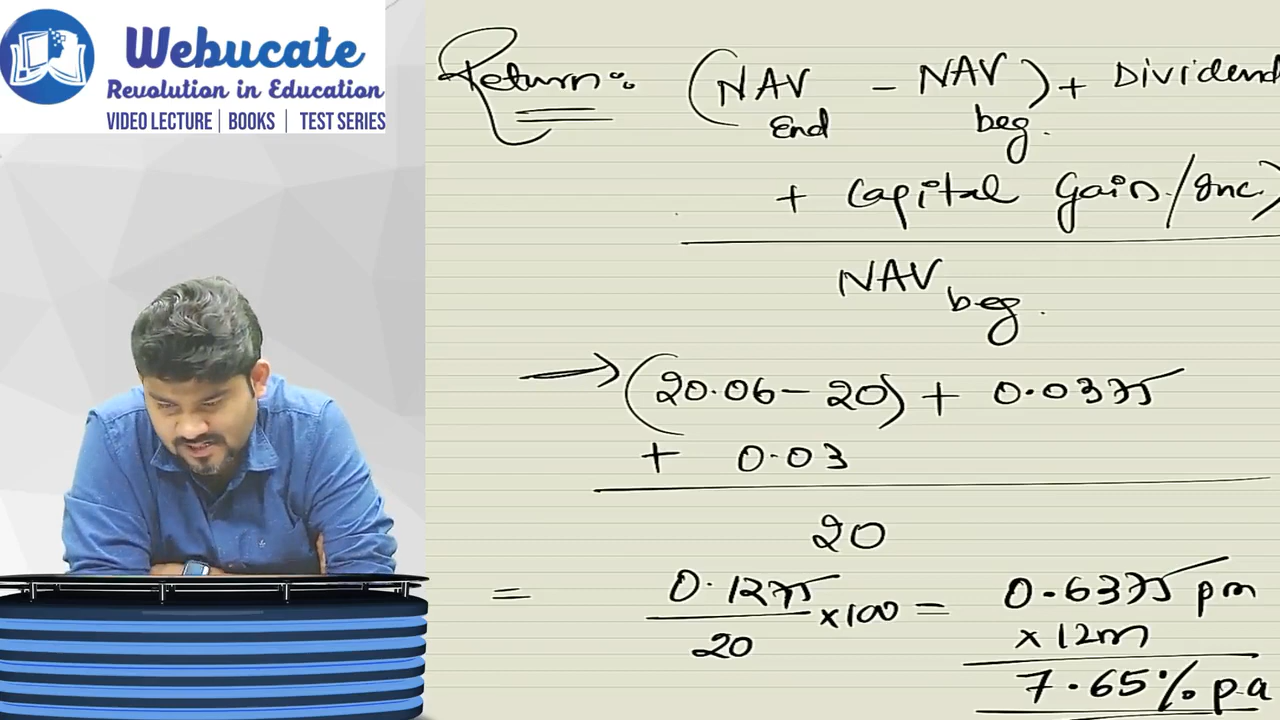 Webucate
Revolution in Education
VIDEO LECTURE | BOOKS | TEST SERIES
Return :- (NAV End - NAV beg.) + Dividend
+ Capital Gain/Inc)
NAV beg.
→ (20.06 - 20) + 0.0375
+ 0.03
20
= 0.1275 / 20 × 100 = 0.6375 pm
× 12m
7.65% p.a